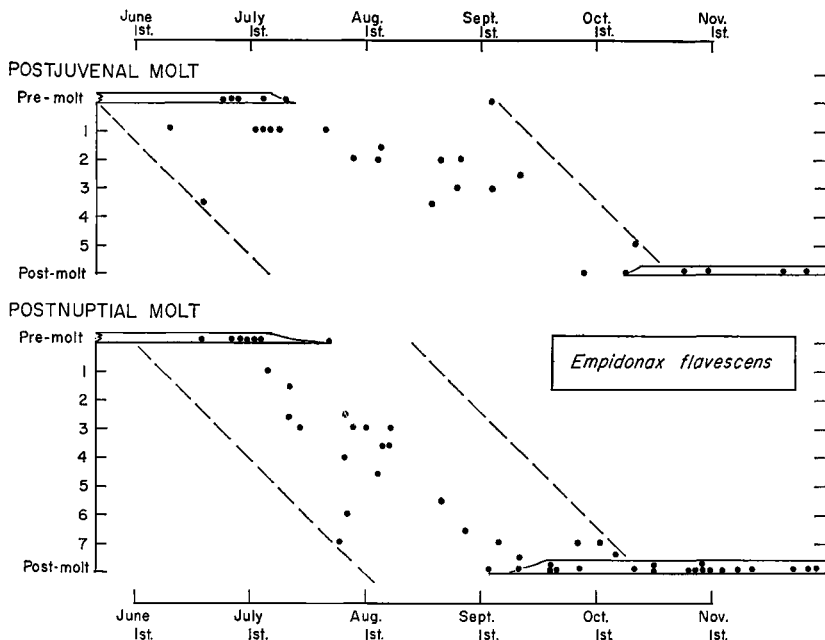 June 1st. July 1st. Aug. 1st. Sept. 1st. Oct. 1st. Nov. 1st.
POSTJUVENAL MOLT
Pre-molt
1
2
3
4
5
Post-molt
POSTNUPTIAL MOLT
Pre-molt
Empidonax flavescens
1
2
3
4
5
6
7
Post-molt
June 1st. July 1st. Aug. 1st. Sept. 1st. Oct. 1st. Nov. 1st.